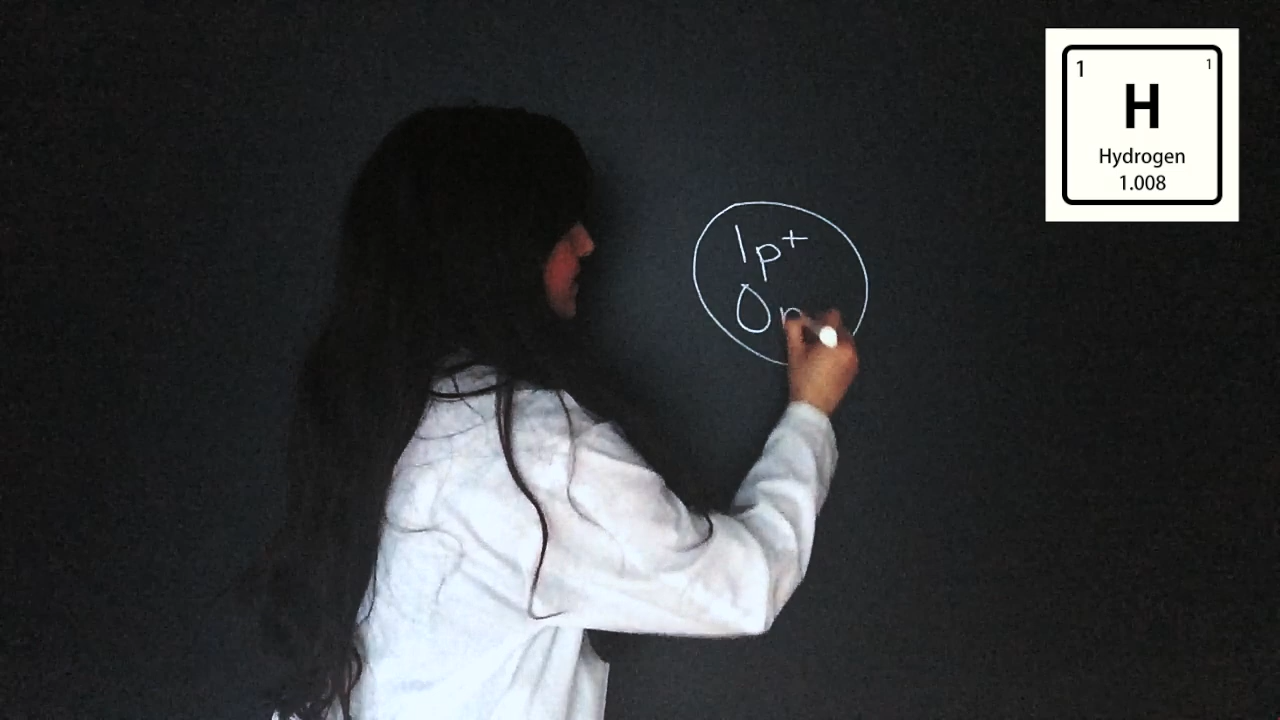 1 1
H
Hydrogen
1.008
1p⁺
0n